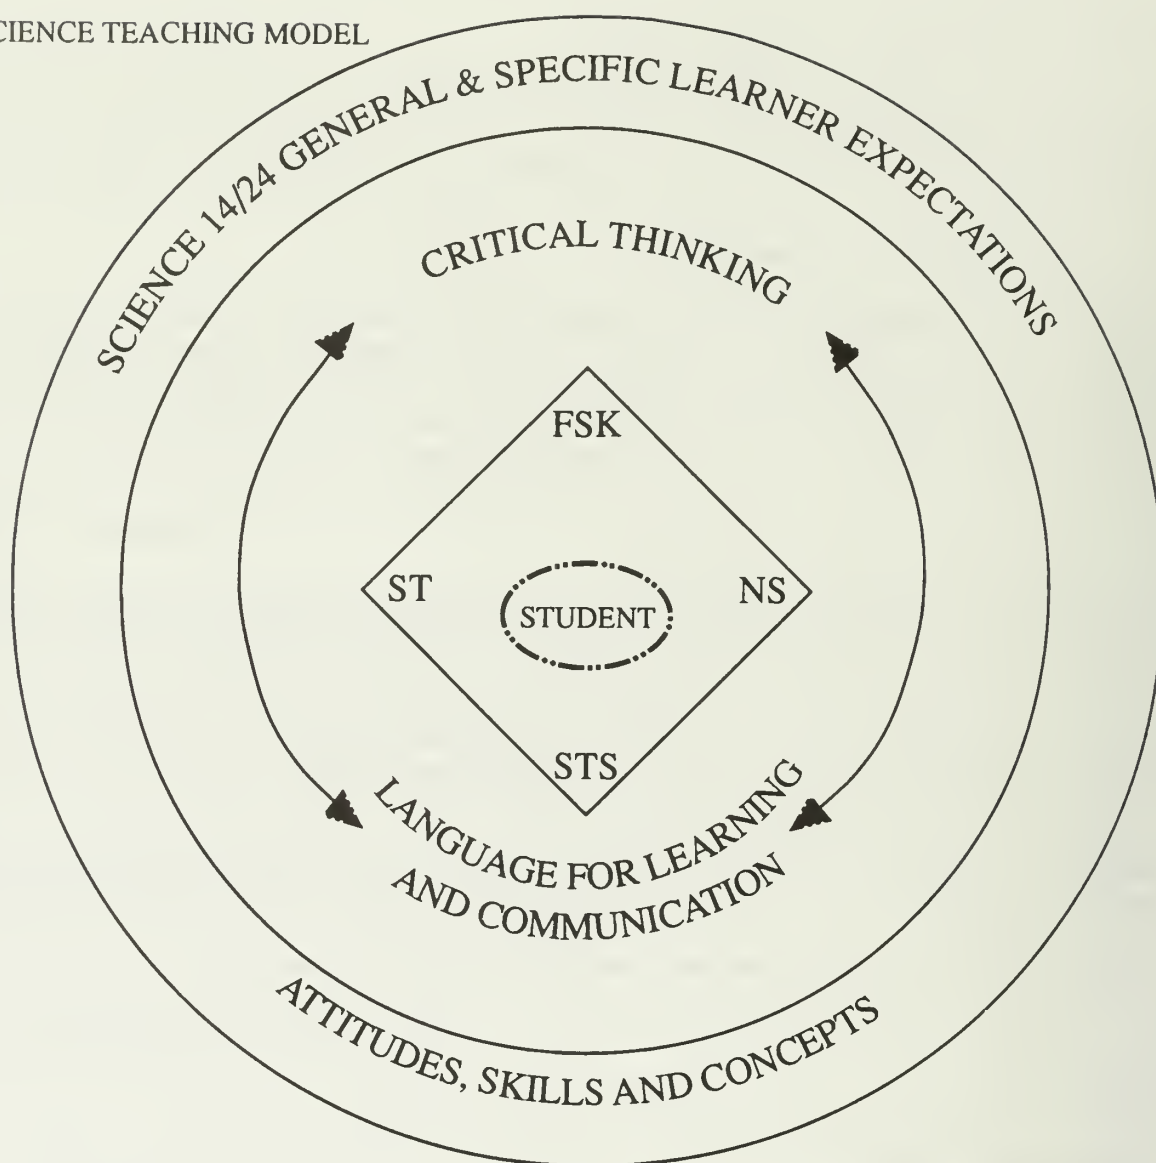 CIENCE TEACHING MODEL
SCIENCE 14/24 GENERAL & SPECIFIC LEARNER EXPECTATIONS
CRITICAL THINKING
FSK
ST
NS
STUDENT
STS
LANGUAGE FOR LEARNING
AND COMMUNICATION
ATTITUDES, SKILLS AND CONCEPTS